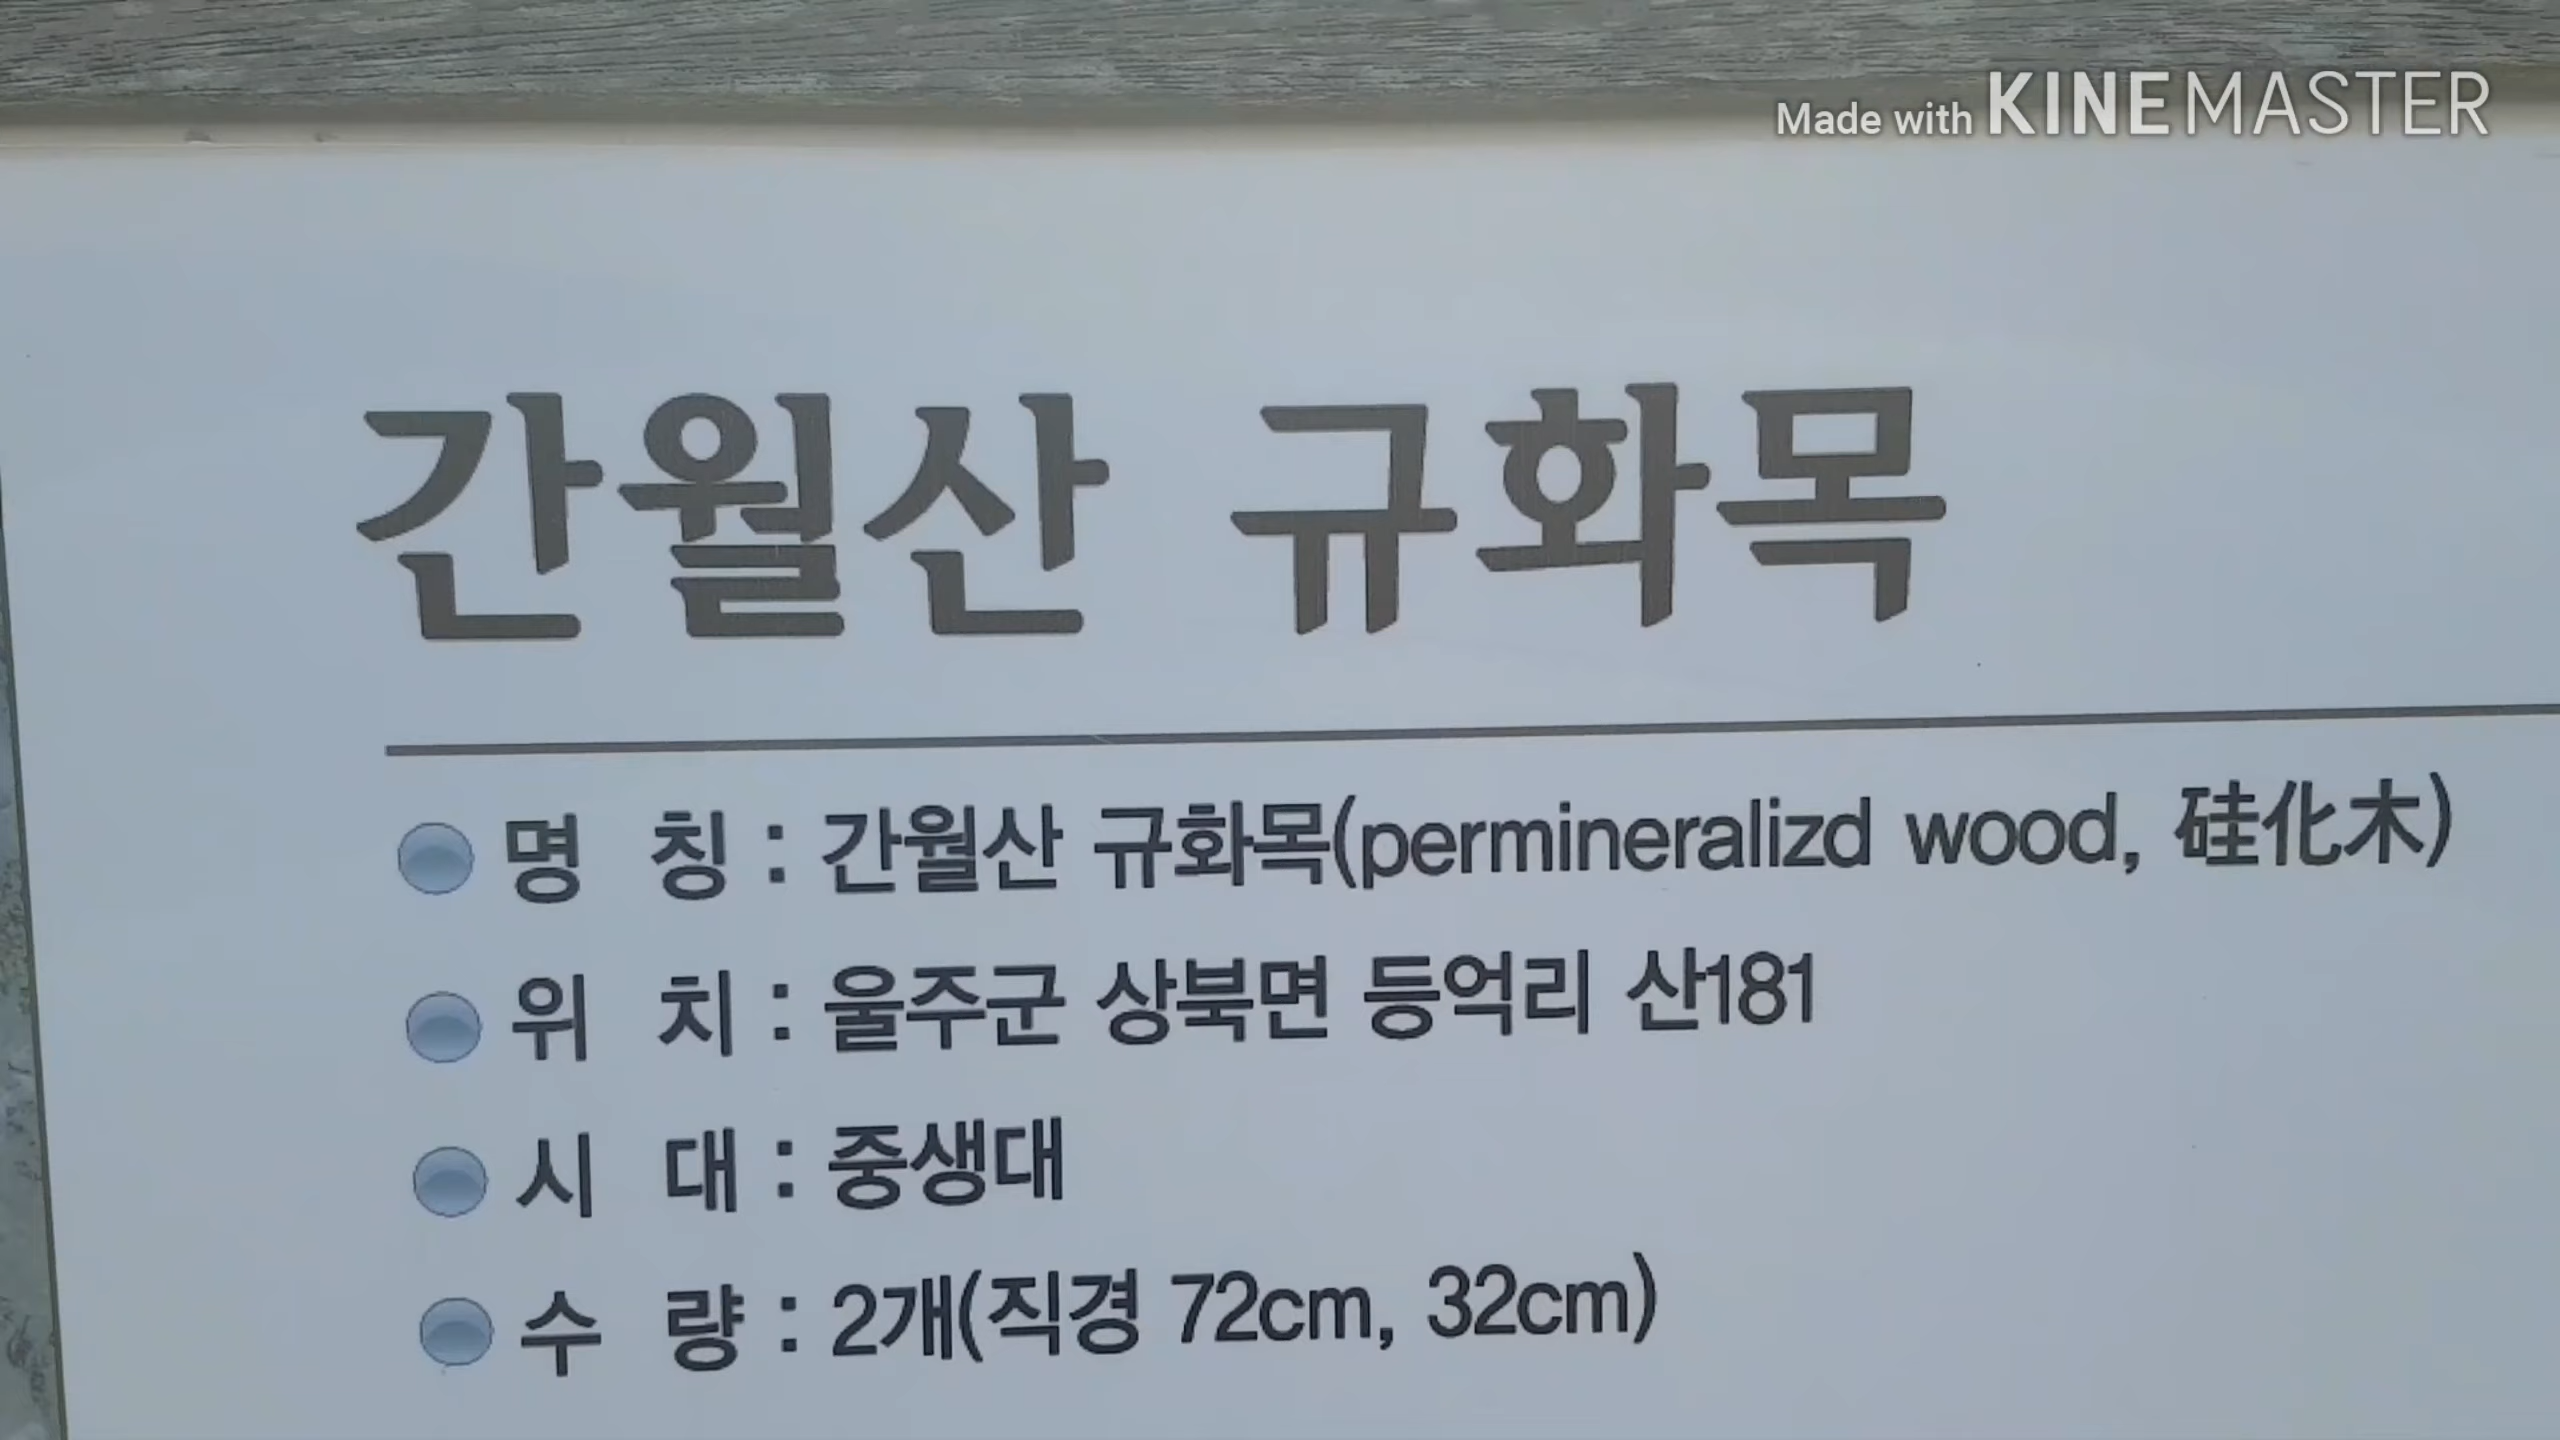 Made with KINEMASTER
간월산 규화목
명 칭 : 간월산 규화목(permineralizd wood, 硅化木)
위 치 : 울주군 상북면 등억리 산181
시 대 : 중생대
수 량 : 2개(직경 72cm, 32cm)